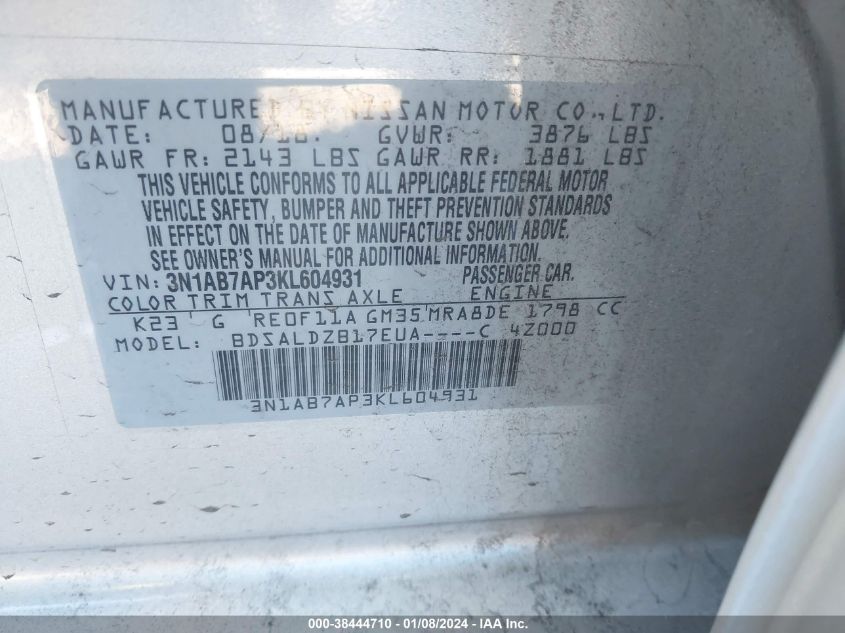 MANUFACTURED BY NISSAN MOTOR CO., LTD.
DATE: 08/18. GVWR: 3876 LBS
GAWR FR: 2143 LBS GAWR RR: 1881 LBS
THIS VEHICLE CONFORMS TO ALL APPLICABLE FEDERAL MOTOR
VEHICLE SAFETY, BUMPER AND THEFT PREVENTION STANDARDS
IN EFFECT ON THE DATE OF MANUFACTURE SHOWN ABOVE.
SEE OWNER'S MANUAL FOR ADDITIONAL INFORMATION.
VIN: 3N1AB7AP3KL604931 PASSENGER CAR.
COLOR TRIM TRANS AXLE ENGINE
K23 G RE0F11A GM35 MRA8DE 1798 CC
MODEL: BDSALDZB17EUA----C 4Z000
3N1AB7AP3KL604931
000-38444710 - 01/08/2024 - IAA Inc.